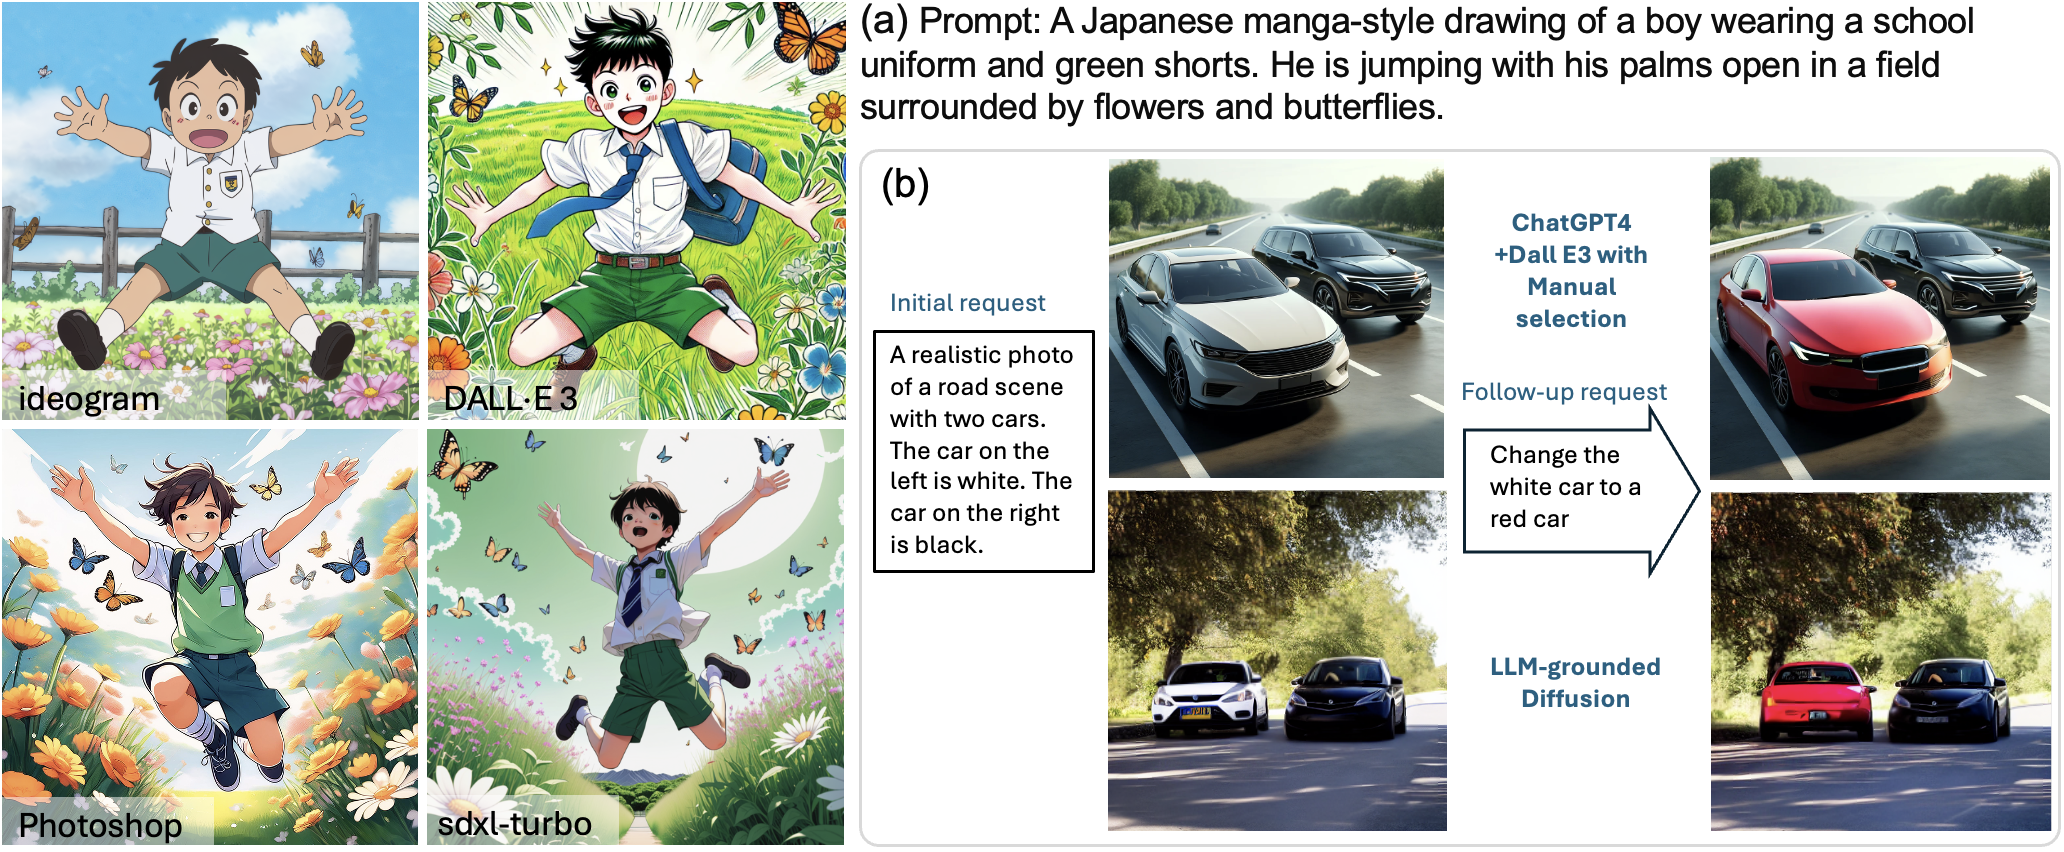 ideogram
DALL·E 3
Photoshop
sdxl-turbo
(a) Prompt: A Japanese manga-style drawing of a boy wearing a school
uniform and green shorts. He is jumping with his palms open in a field
surrounded by flowers and butterflies.
(b)
Initial request
A realistic photo
of a road scene
with two cars.
The car on the
left is white. The
car on the right
is black.
ChatGPT4
+Dall E3 with
Manual
selection
Follow-up request
Change the
white car to a
red car
LLM-grounded
Diffusion